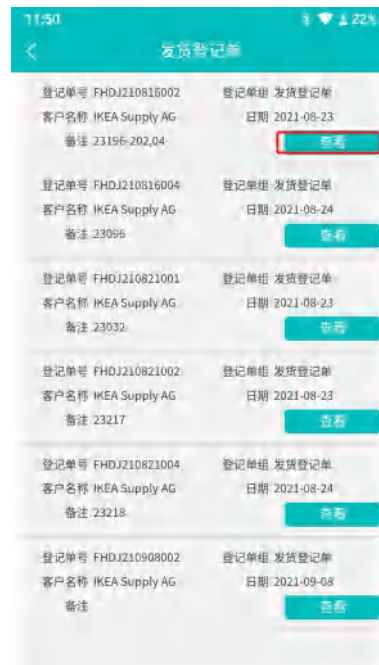 11:50 22%
发货登记单
登记单号 FHDJ210816002 登记单组 发货登记单
客户名称 IKEA Supply AG 日期 2021-08-23
备注 23196-202,04 查看
登记单号 FHDJ210816004 登记单组 发货登记单
客户名称 IKEA Supply AG 日期 2021-08-24
备注 23096 查看
登记单号 FHDJ210821001 登记单组 发货登记单
客户名称 IKEA Supply AG 日期 2021-08-23
备注 23032 查看
登记单号 FHDJ210821002 登记单组 发货登记单
客户名称 IKEA Supply AG 日期 2021-08-23
备注 23217 查看
登记单号 FHDJ210821004 登记单组 发货登记单
客户名称 IKEA Supply AG 日期 2021-08-24
备注 23218 查看
登记单号 FHDJ210908002 登记单组 发货登记单
客户名称 IKEA Supply AG 日期 2021-09-08
备注 查看